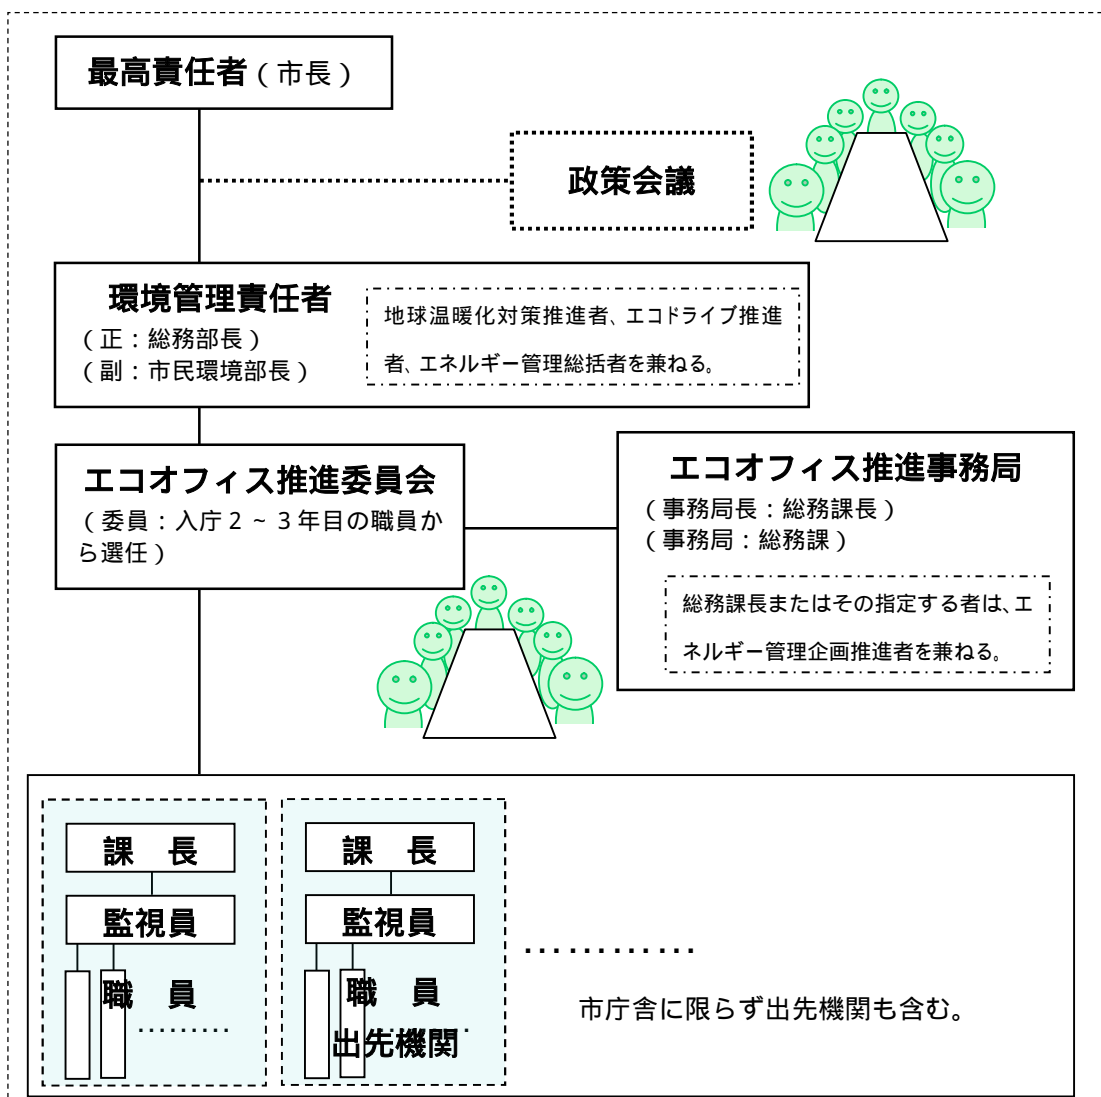 最高責任者（市長）
政策会議
環境管理責任者
（正：総務部長）
（副：市民環境部長）
地球温暖化対策推進者、エコドライブ推進
者、エネルギー管理総括者を兼ねる。
エコオフィス推進委員会
（委員：入庁２~３年目の職員か
ら選任）
エコオフィス推進事務局
（事務局長：総務課長）
（事務局：総務課）
総務課長またはその指定する者は、エ
ネルギー管理企画推進者を兼ねる。
課　長
監視員
職　員
………
課　長
監視員
職　員
………
出先機関
…………
市庁舎に限らず出先機関も含む。